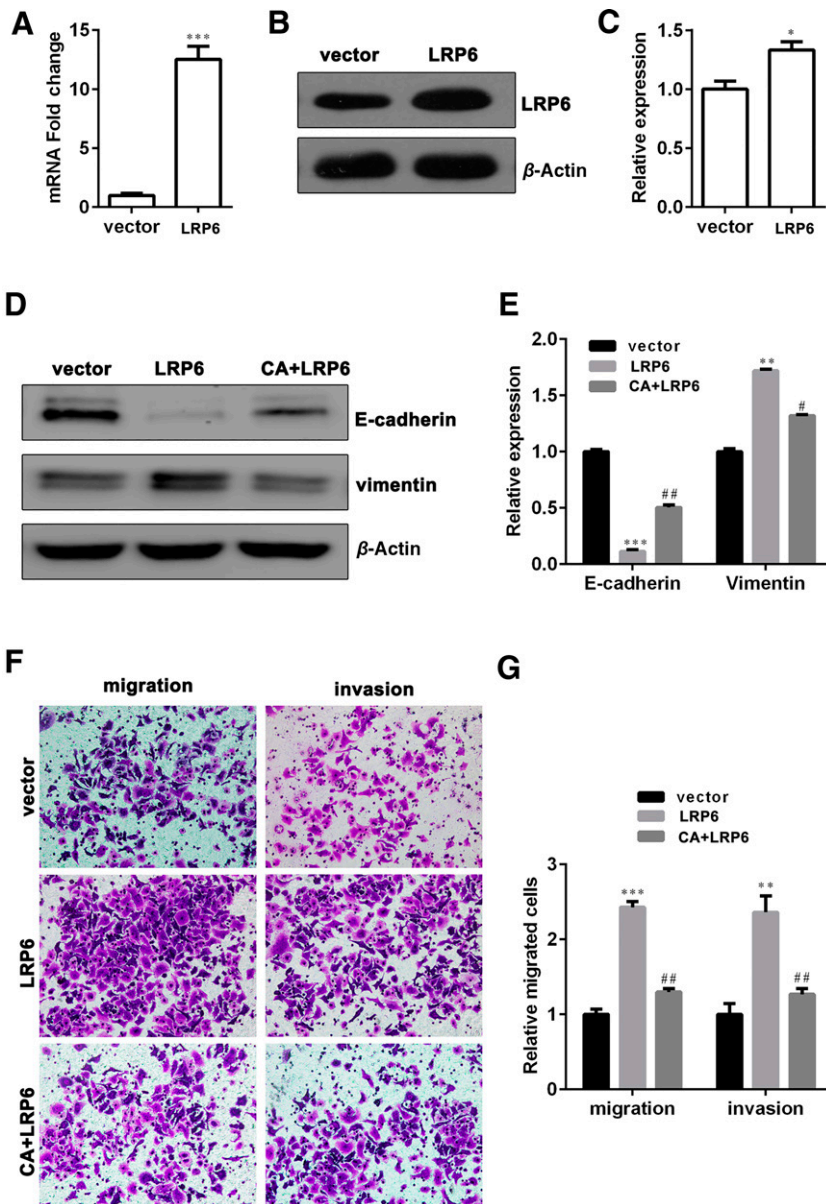 A
***
15
10
5
0
mRNA Fold change
vector LRP6
B
vector LRP6
LRP6
β-Actin
C
*
1.5
1.0
0.5
0.0
Relative expression
vector LRP6
D
vector LRP6 CA+LRP6
E-cadherin
vimentin
β-Actin
E
vector
LRP6
CA+LRP6
2.0
1.5
1.0
0.5
0.0
Relative expression
***
##
**
#
E-cadherin Vimentin
F
migration invasion
vector
LRP6
CA+LRP6
G
vector
LRP6
CA+LRP6
3
2
1
0
Relative migrated cells
***
##
**
##
migration invasion